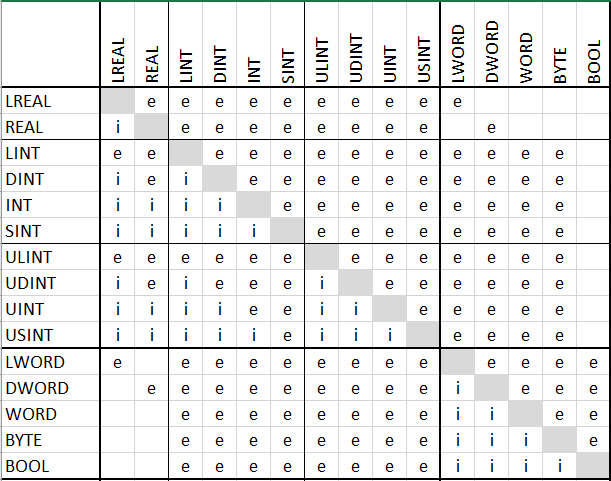 LREAL REAL LINT DINT INT SINT ULINT UDINT UINT USINT LWORD DWORD WORD BYTE BOOL
LREAL e e e e e e e e e e
REAL i e e e e e e e e e
LINT e e e e e e e e e e e e e
DINT i e i e e e e e e e e e e
INT i i i i e e e e e e e e e
SINT i i i i i e e e e e e e e
ULINT e e e e e e e e e e e e e
UDINT i e i e e e i e e e e e e
UINT i i i i e e i i e e e e e
USINT i i i i i e i i i e e e e
LWORD e e e e e e e e e e e e e
DWORD e e e e e e e e e i e e e
WORD e e e e e e e e i i e e
BYTE e e e e e e e e i i i e
BOOL e e e e e e e e i i i i